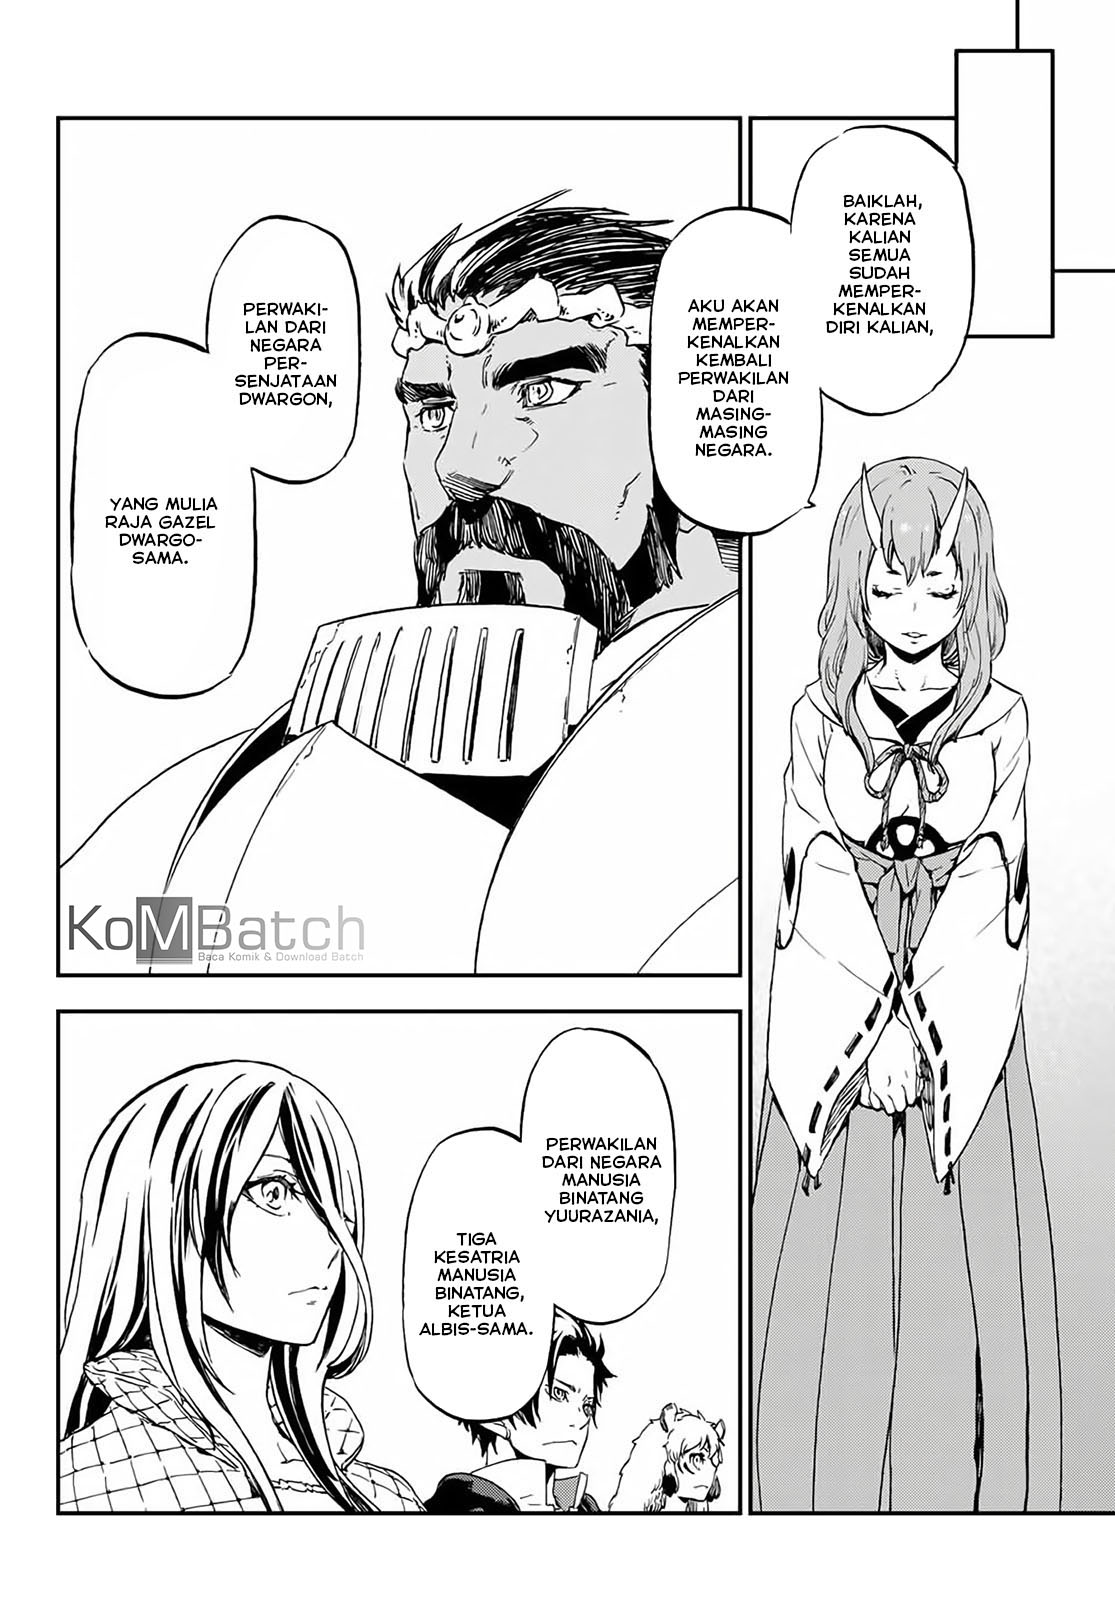 BAIKLAH,
KARENA
KALIAN
SEMUA
SUDAH
MEMPER-
KENALKAN
DIRI KALIAN,
AKU AKAN
MEMPER-
KENALKAN
KEMBALI
PERWAKILAN
DARI
MASING-
MASING
NEGARA.
PERWAKI-
LAN DARI
NEGARA
PER-
SENJATAAN
DWARGON,
YANG MULIA
RAJA GAZEL
DWARGO-
SAMA.
KoMBatch
Baca Komik & Download Batch
PERWAKILAN
DARI NEGARA
MANUSIA
BINATANG
YUURAZANIA,
TIGA
KESATRIA
MANUSIA
BINATANG,
KETUA
ALBIS-SAMA.